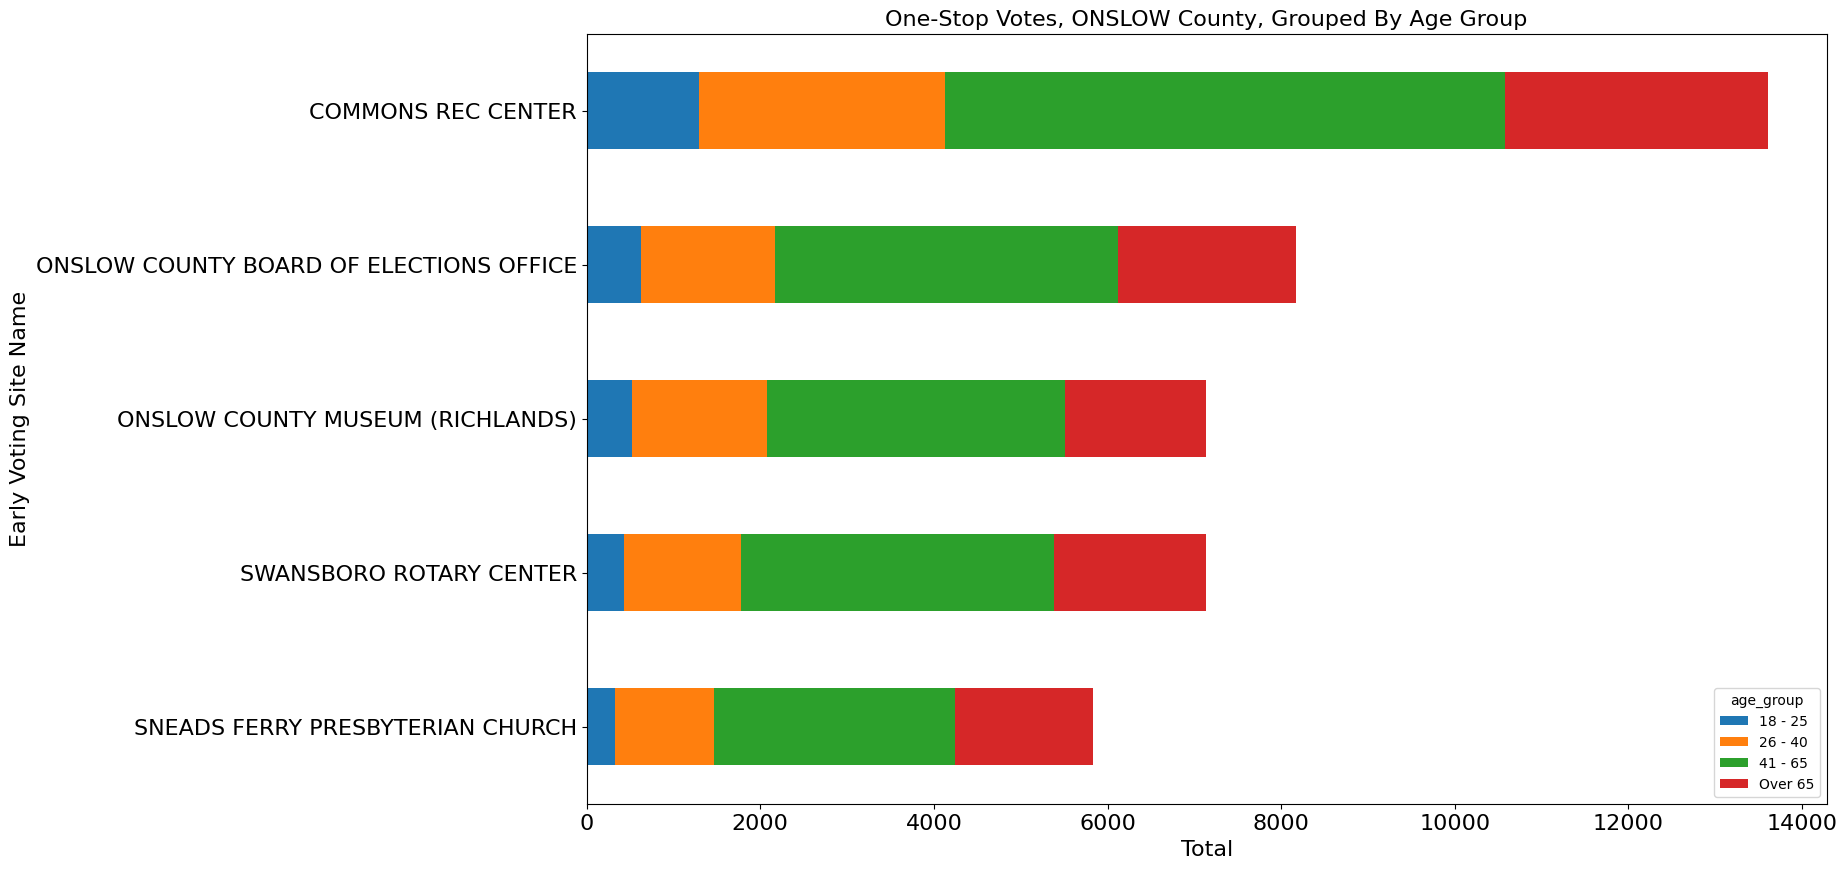 One-Stop Votes, ONSLOW County, Grouped By Age Group
Early Voting Site Name
COMMONS REC CENTER
ONSLOW COUNTY BOARD OF ELECTIONS OFFICE
ONSLOW COUNTY MUSEUM (RICHLANDS)
SWANSBORO ROTARY CENTER
SNEADS FERRY PRESBYTERIAN CHURCH
age_group
18 - 25
26 - 40
41 - 65
Over 65
0 2000 4000 6000 8000 10000 12000 14000
Total